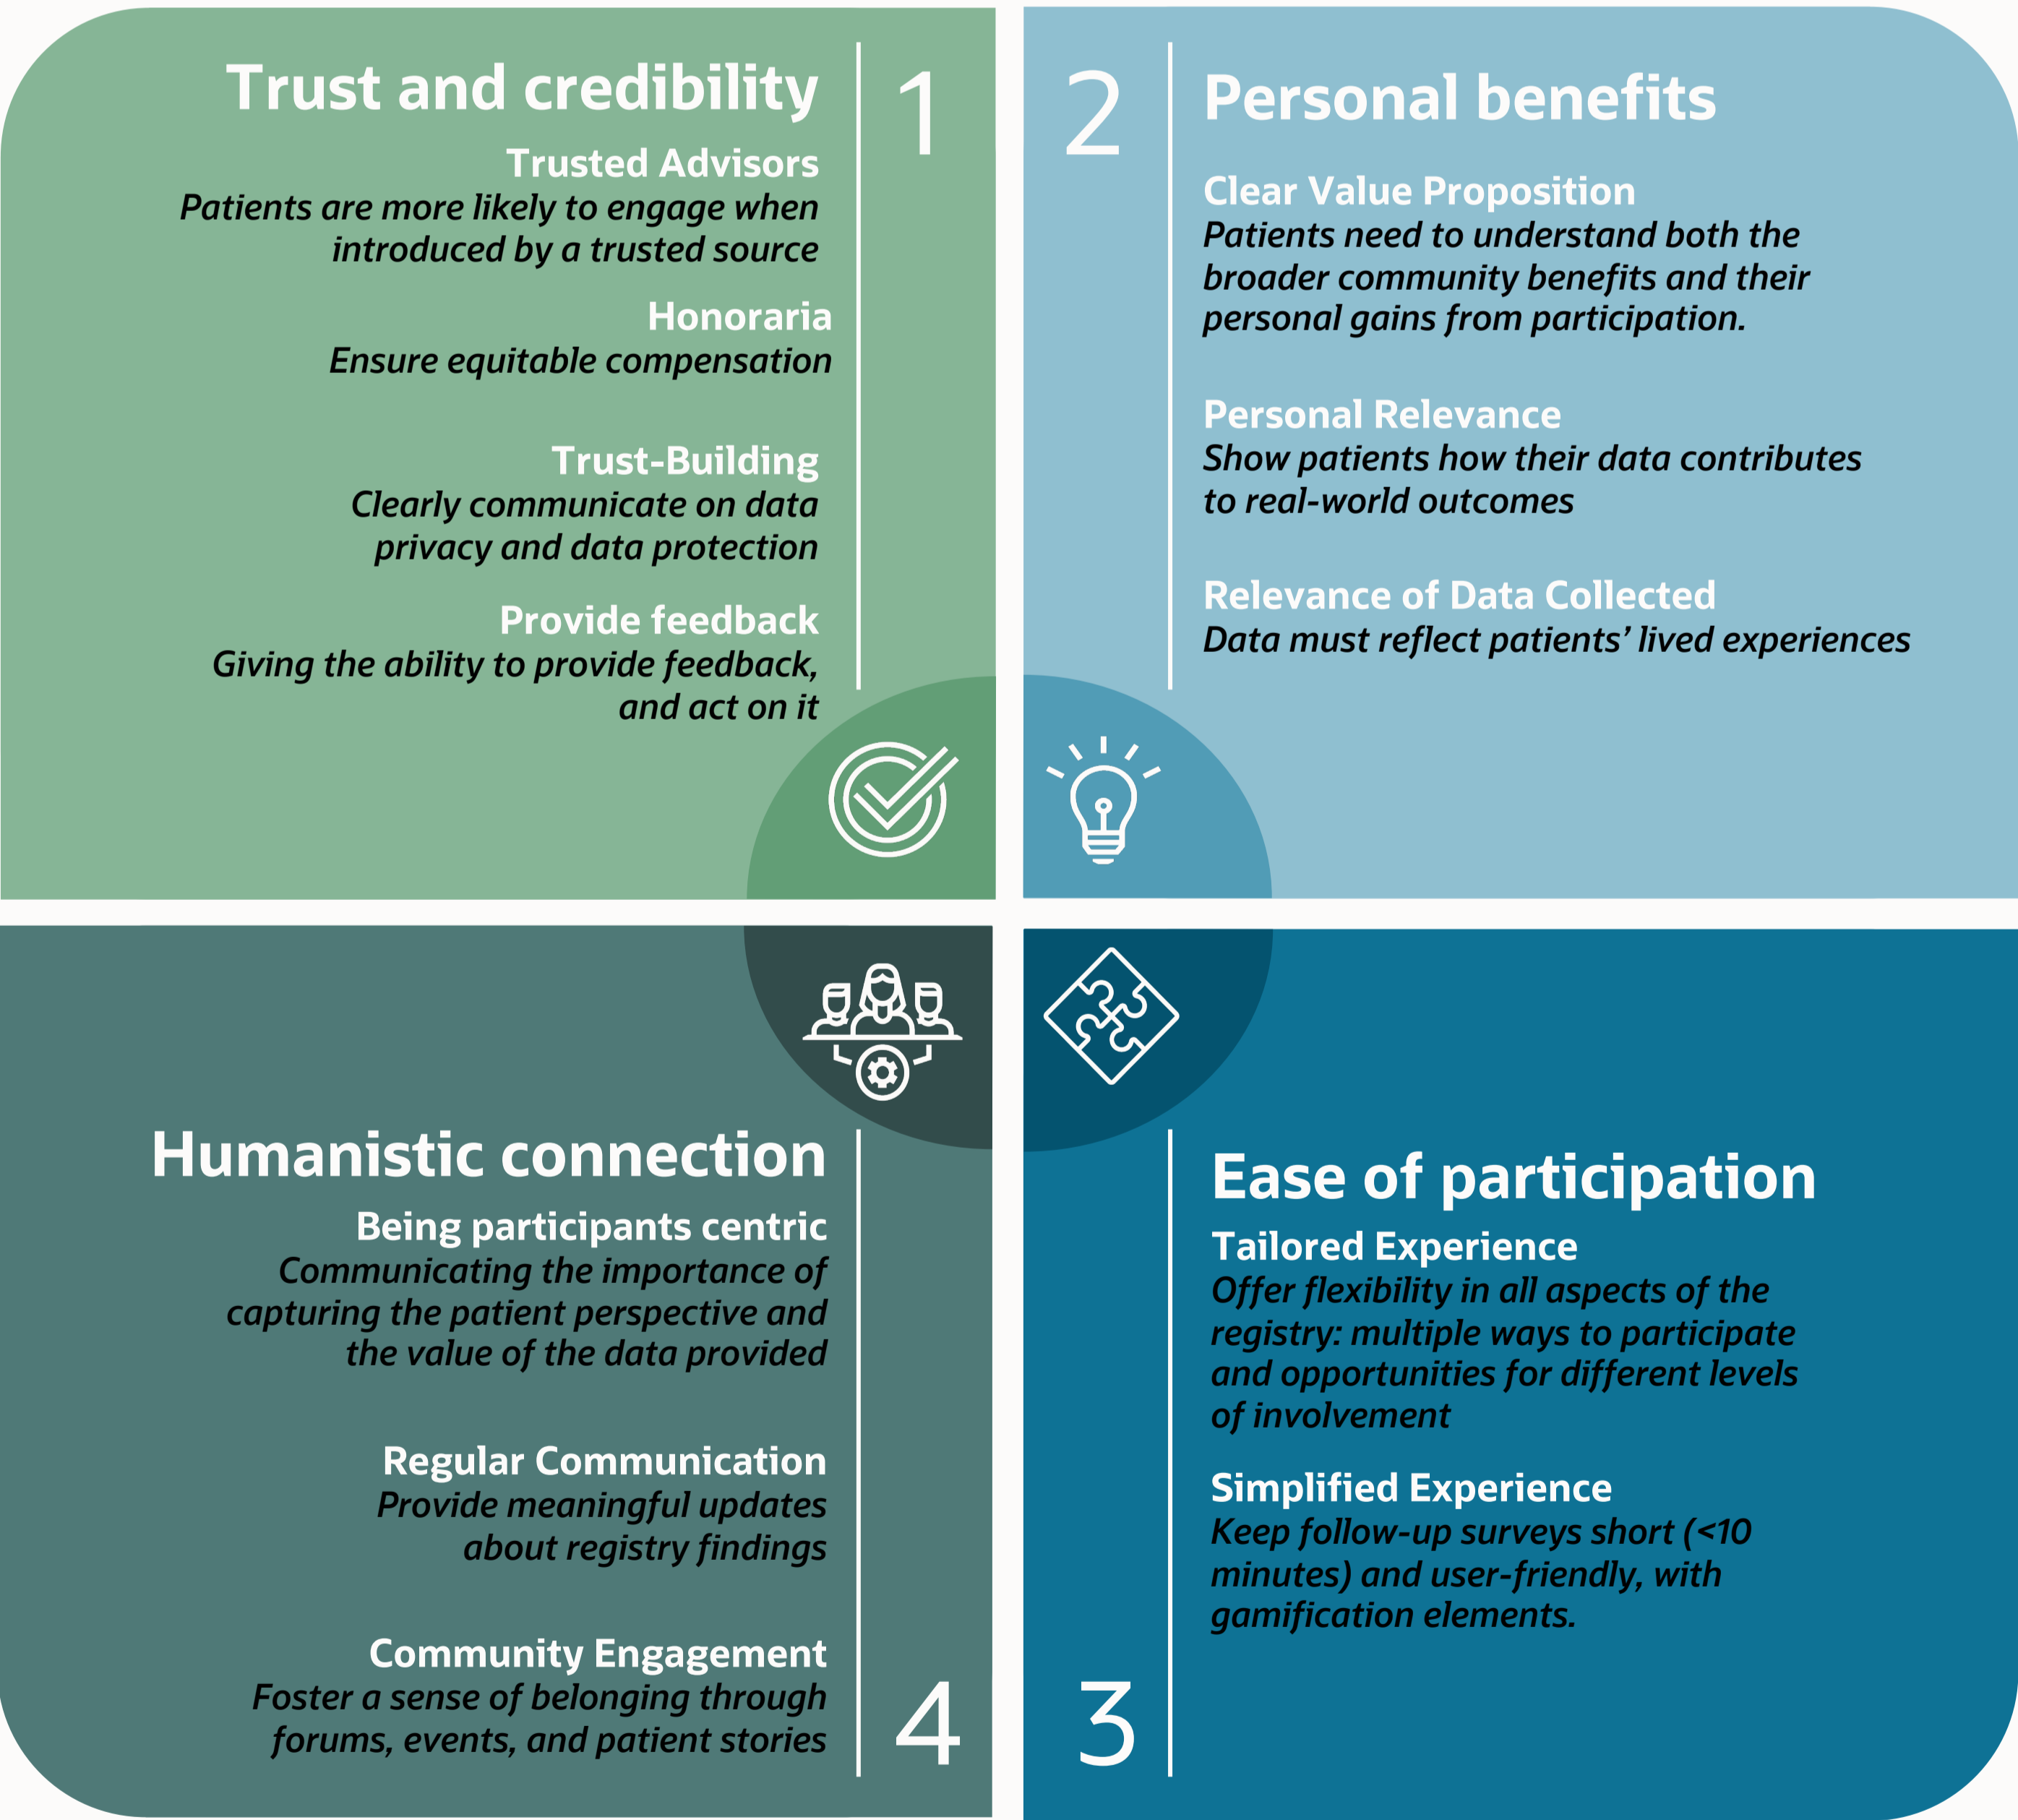 Trust and credibility
1
Trusted Advisors
Patients are more likely to engage when
introduced by a trusted source
Honoraria
Ensure equitable compensation
Trust-Building
Clearly communicate on data
privacy and data protection
Provide feedback
Giving the ability to provide feedback,
and act on it
2
Personal benefits
Clear Value Proposition
Patients need to understand both the
broader community benefits and their
personal gains from participation.
Personal Relevance
Show patients how their data contributes
to real-world outcomes
Relevance of Data Collected
Data must reflect patients’ lived experiences
Ease of participation
Tailored Experience
Offer flexibility in all aspects of the
registry: multiple ways to participate
and opportunities for different levels
of involvement
Simplified Experience
Keep follow-up surveys short (<10
minutes) and user-friendly, with
gamification elements.
3
Humanistic connection
Being participants centric
Communicating the importance of
capturing the patient perspective and
the value of the data provided
Regular Communication
Provide meaningful updates
about registry findings
Community Engagement
Foster a sense of belonging through
forums, events, and patient stories
4